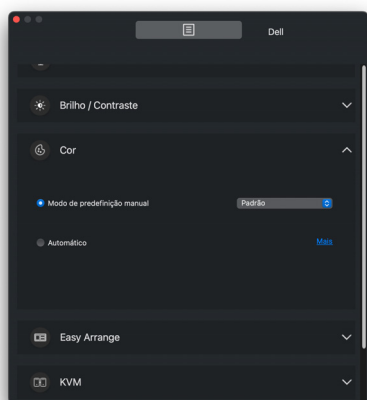 Dell
Brilho / Contraste
Cor
Modo de predefinição manual
Padrão
Automático
Mais
Easy Arrange
KVM